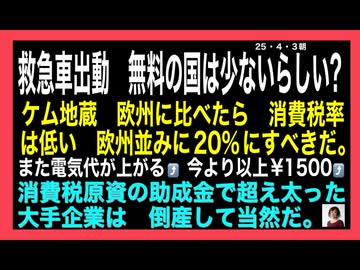 25・4・3朝
救急車出動 無料の国は少ないらしい?
ケム地蔵 欧州に比べたら 消費税率
は低い 欧州並みに20%にすべきだ。
また電気代が上がる⤴ 今より以上¥1500⤴
消費税原資の助成金で超え太った
大手企業は 倒産して当然だ。